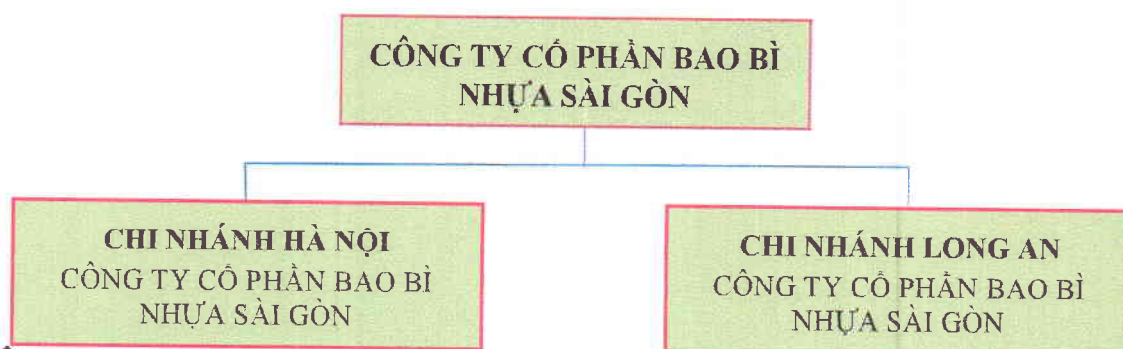 CÔNG TY CỔ PHẦN BAO BÌ
NHỰA SÀI GÒN
CHI NHÁNH HÀ NỘI
CÔNG TY CỔ PHẦN BAO BÌ
NHỰA SÀI GÒN
CHI NHÁNH LONG AN
CÔNG TY CỔ PHẦN BAO BÌ
NHỰA SÀI GÒN